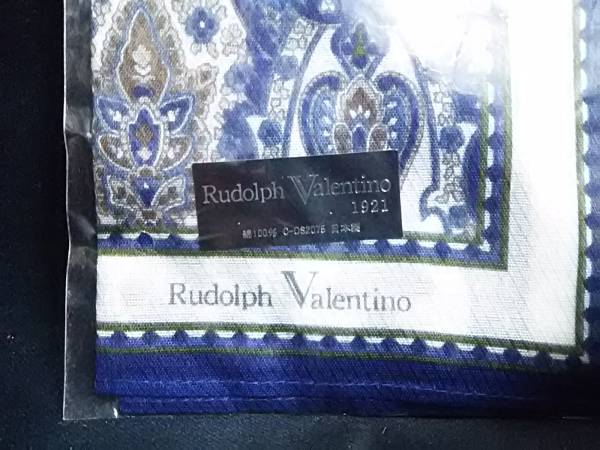 Rudolph Valentino
1921
綿100% C-DS2075 日本製
Rudolph Valentino